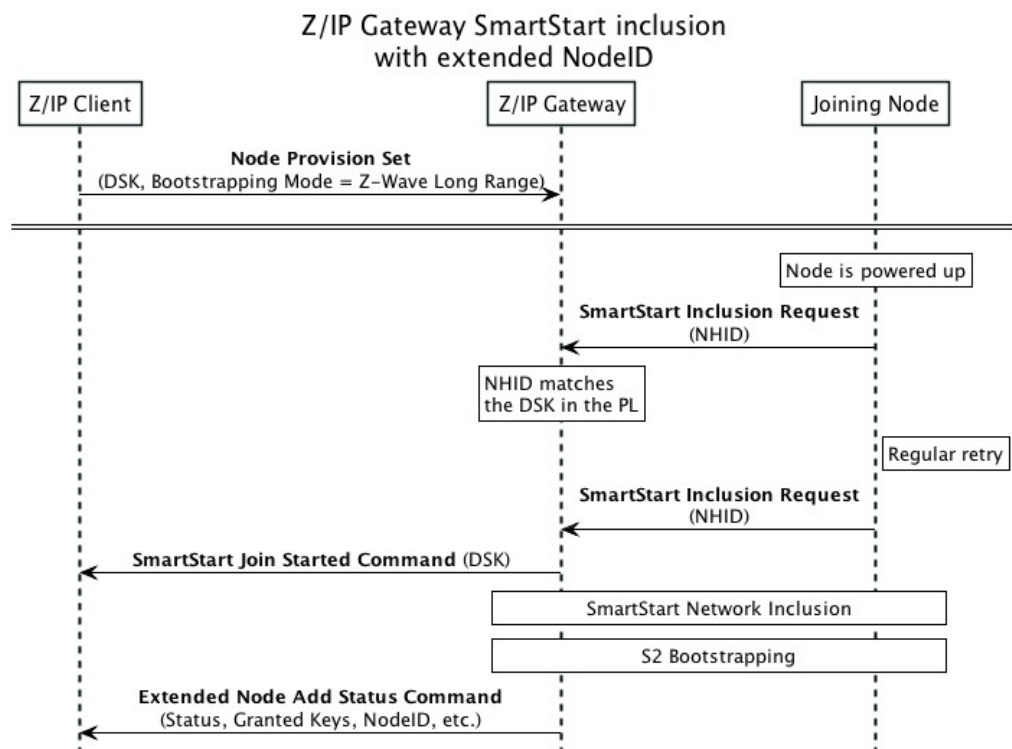 Z/IP Gateway SmartStart inclusion
with extended NodeID
Z/IP Client
Z/IP Gateway
Joining Node
Node Provision Set
(DSK, Bootstrapping Mode = Z-Wave Long Range)
Node is powered up
SmartStart Inclusion Request
(NHID)
NHID matches
the DSK in the PL
Regular retry
SmartStart Inclusion Request
(NHID)
SmartStart Join Started Command (DSK)
SmartStart Network Inclusion
S2 Bootstrapping
Extended Node Add Status Command
(Status, Granted Keys, NodeID, etc.)